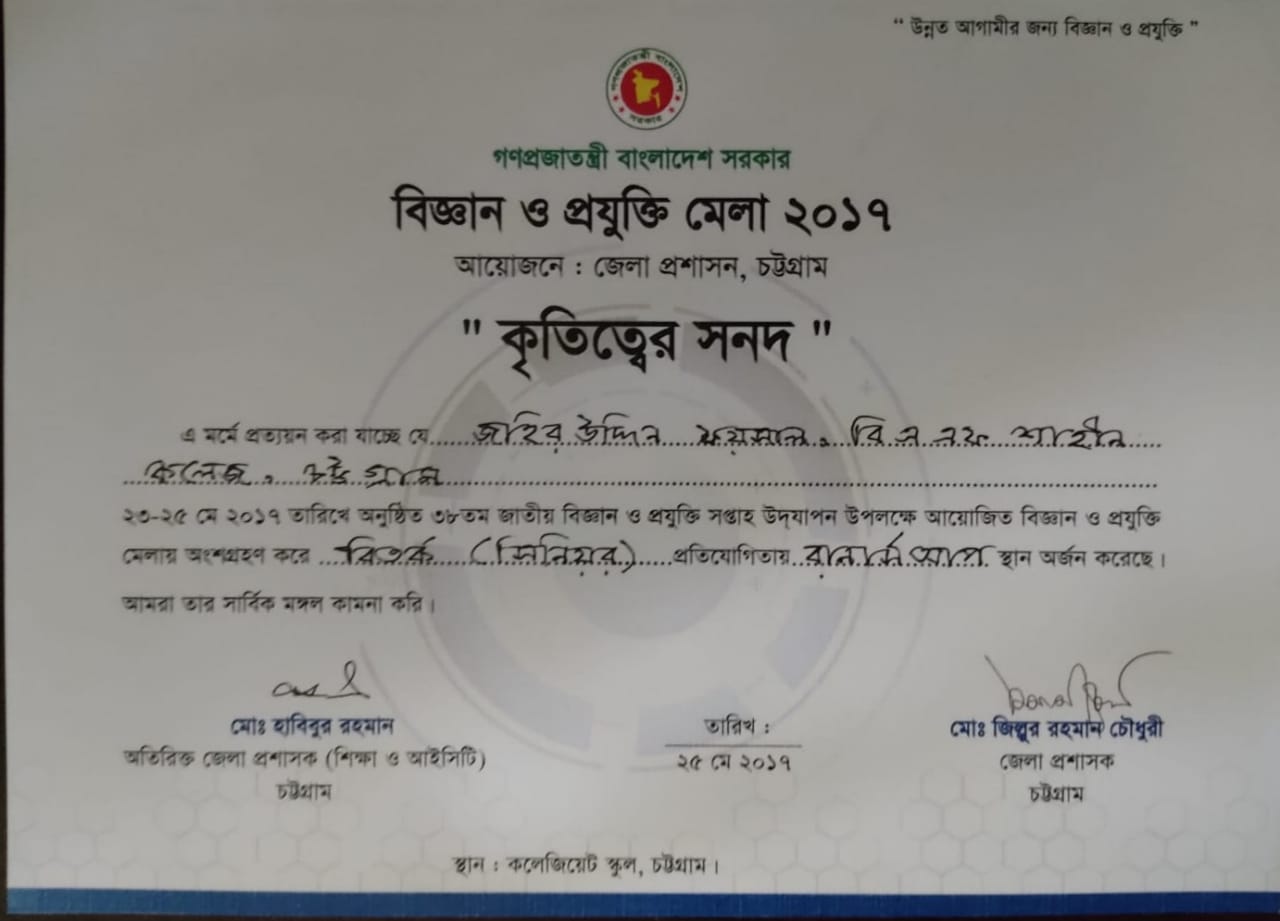 " উন্নত আগামীর জন্য বিজ্ঞান ও প্রযুক্তি "
গণপ্রজাতন্ত্রী বাংলাদেশ
সরকার
গণপ্রজাতন্ত্রী বাংলাদেশ সরকার
বিজ্ঞান ও প্রযুক্তি মেলা ২০১৭
আয়োজনে : জেলা প্রশাসন, চট্টগ্রাম
" কৃতিত্বের সনদ "
এ মর্মে প্রত্যয়ন করা যাচ্ছে যে জহির উদ্দিন ফয়সাল, বি এ এফ শাহীন
কলেজ, চট্টগ্রাম
২৩-২৫ মে ২০১৭ তারিখে অনুষ্ঠিত ৩৮তম জাতীয় বিজ্ঞান ও প্রযুক্তি সপ্তাহ উদ্‌যাপন উপলক্ষে আয়োজিত বিজ্ঞান ও প্রযুক্তি
মেলায় অংশগ্রহণ করে বিতর্ক (সিনিয়র) প্রতিযোগিতায় রানার্সআপ স্থান অর্জন করেছে।
আমরা তার সার্বিক মঙ্গল কামনা করি।
মোঃ হাবিবুর রহমান
অতিরিক্ত জেলা প্রশাসক (শিক্ষা ও আইসিটি)
চট্টগ্রাম
তারিখ :
২৫ মে ২০১৭
মোঃ জিল্লুর রহমান চৌধুরী
জেলা প্রশাসক
চট্টগ্রাম
স্থান : কলেজিয়েট স্কুল, চট্টগ্রাম।